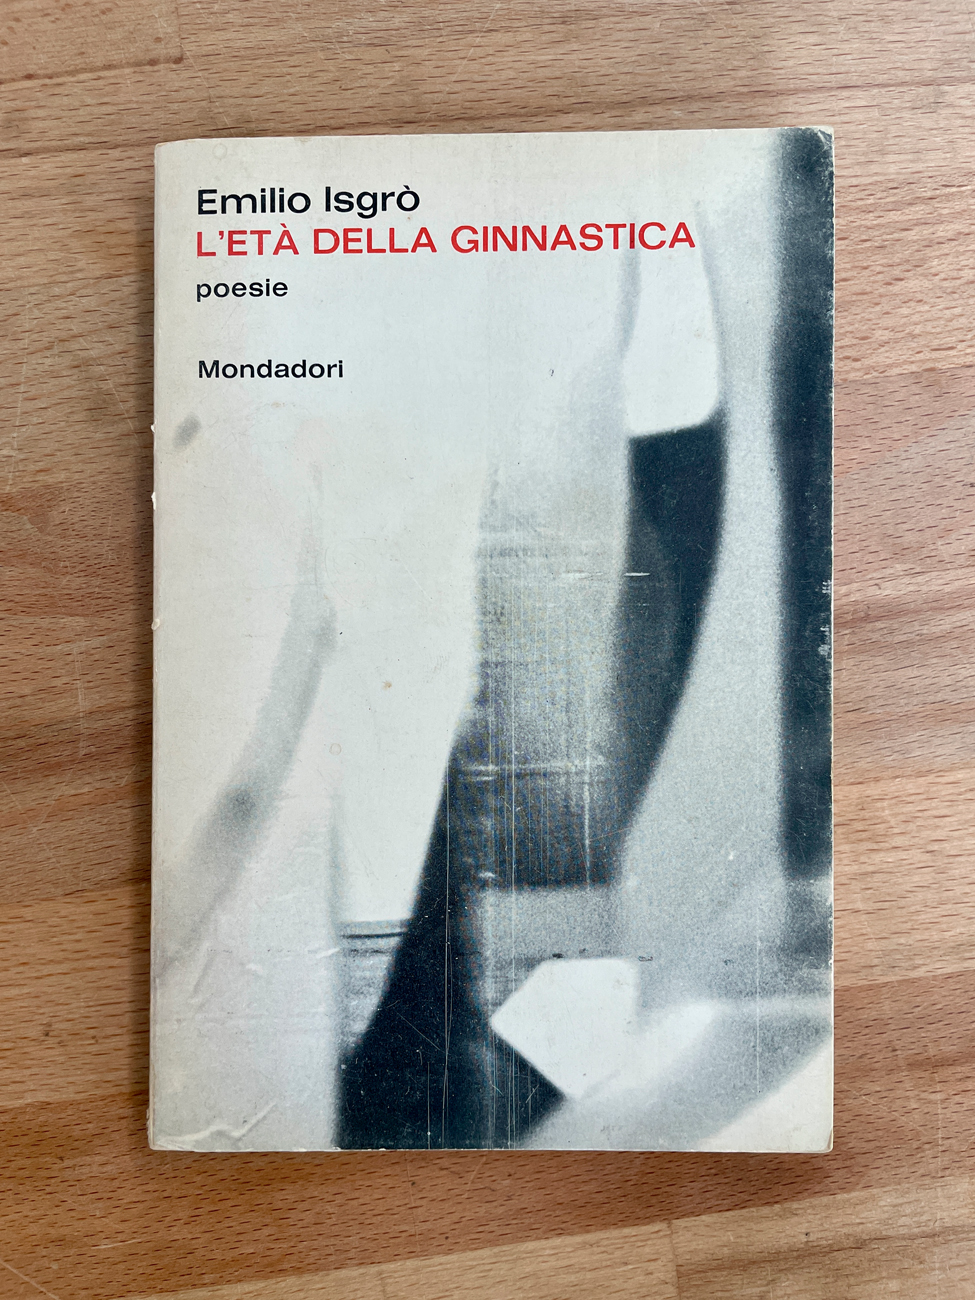 Emilio Isgrò
L'ETÀ DELLA GINNASTICA
poesie
Mondadori